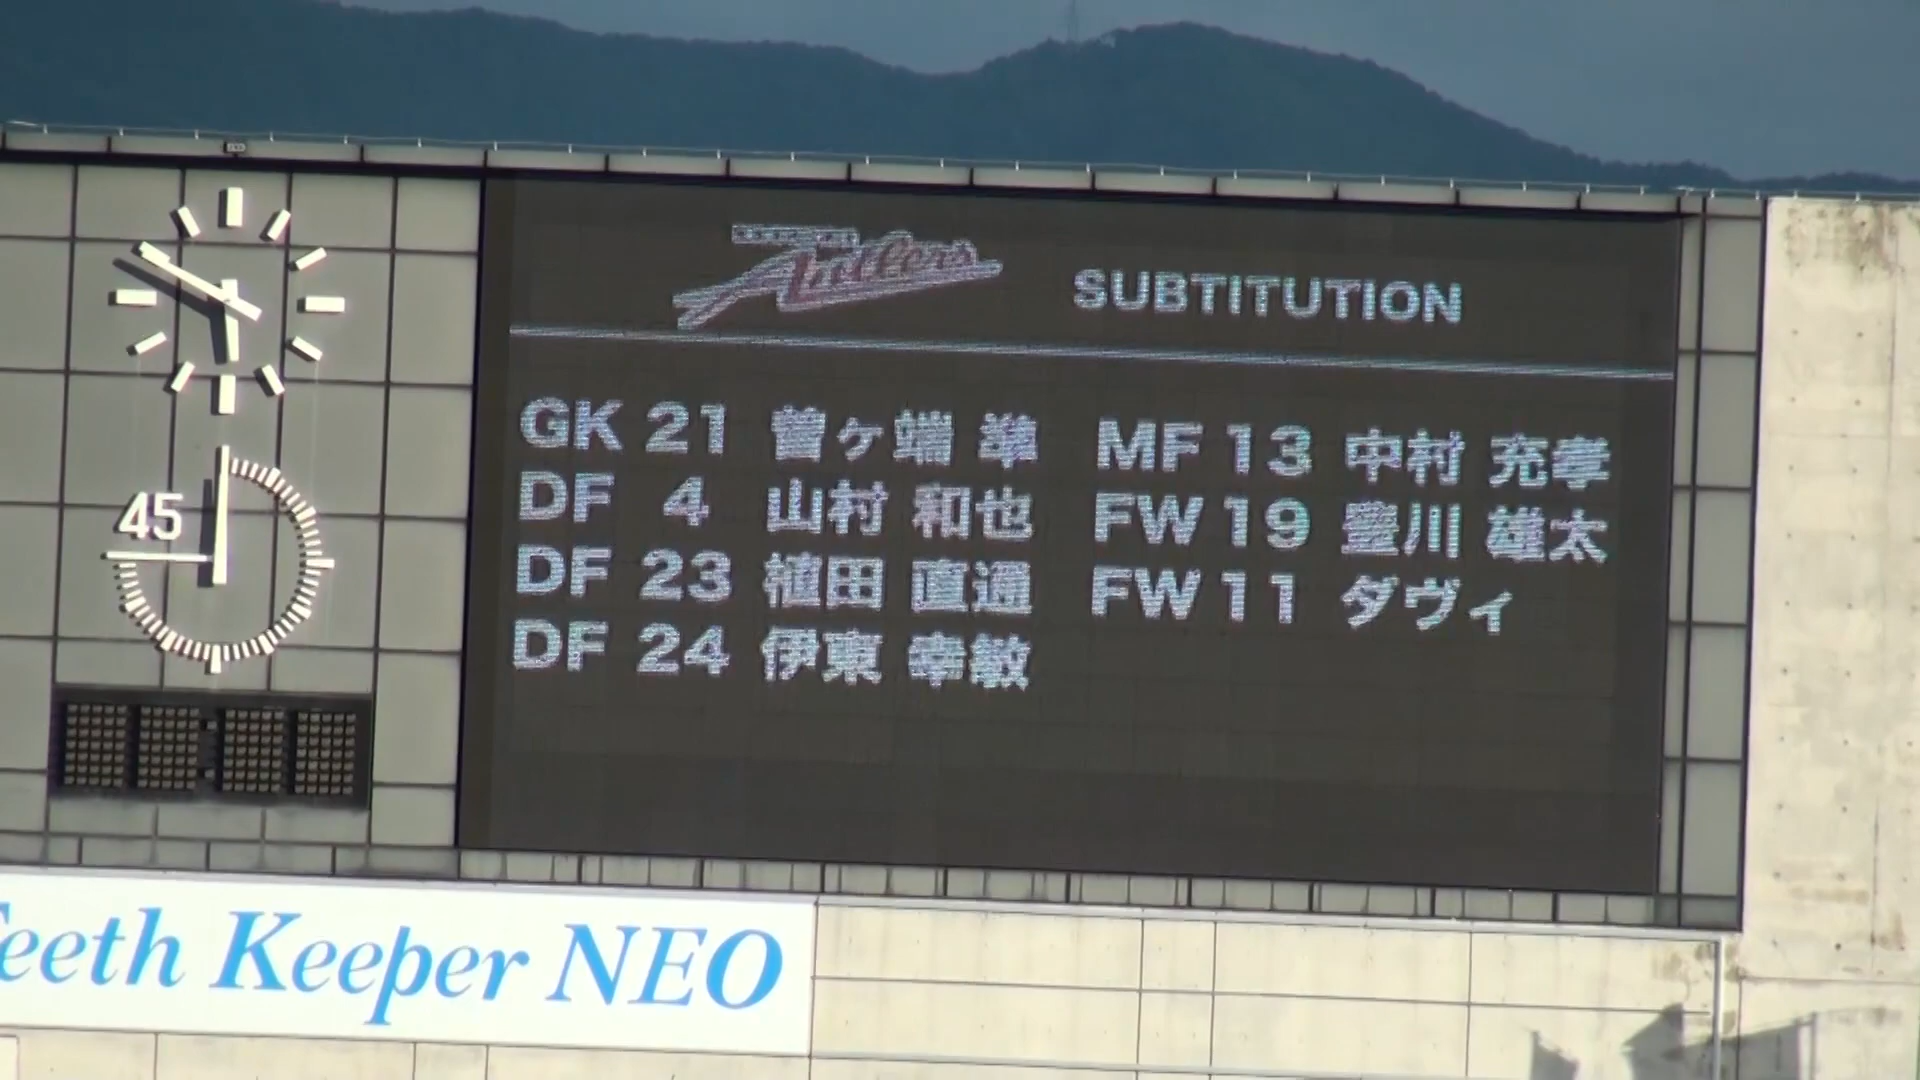 Antlers
SUBTITUTION
GK 21 曽ヶ端 準
DF 4 山村 和也
DF 23 植田 直通
DF 24 伊東 幸敏
MF 13 中村 充孝
FW 19 豊川 雄太
FW 11 ダヴィ
45
Teeth Keeper NEO